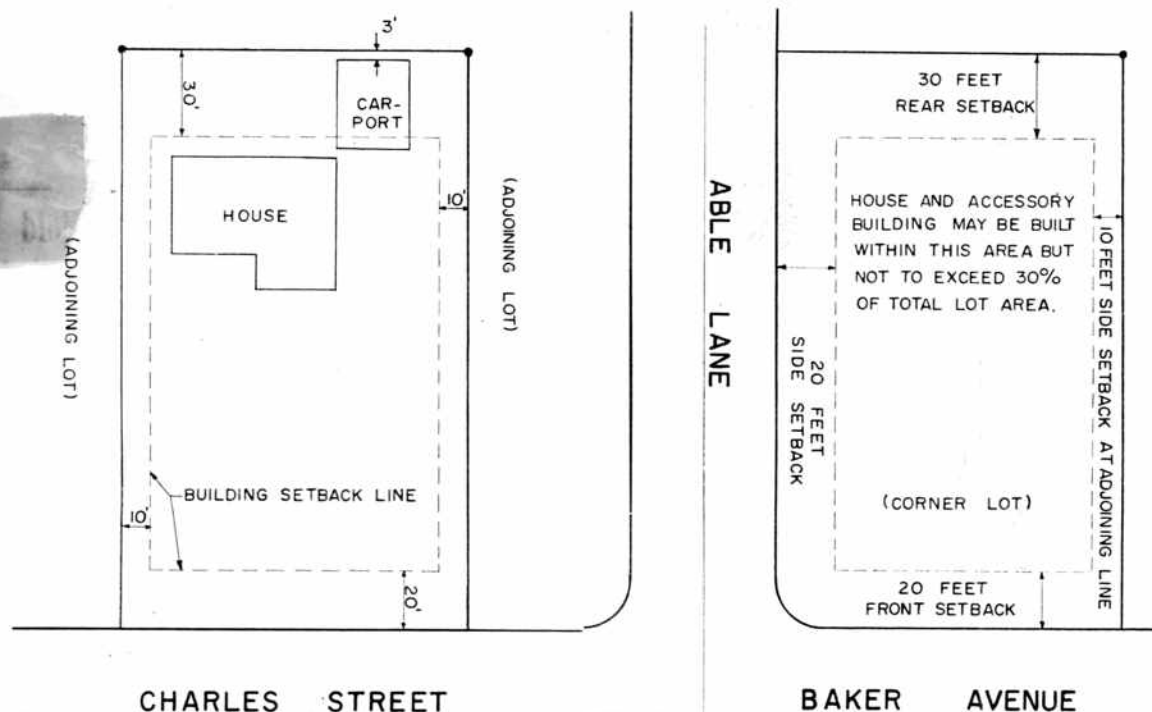 3'
30'
CAR-
PORT
HOUSE
10'
(ADJOINING LOT)
(ADJOINING LOT)
BUILDING SETBACK LINE
10'
20'
CHARLES STREET
ABLE LANE
30 FEET
REAR SETBACK
HOUSE AND ACCESSORY
BUILDING MAY BE BUILT
WITHIN THIS AREA BUT
NOT TO EXCEED 30%
OF TOTAL LOT AREA.
20 FEET
SIDE SETBACK
10 FEET SIDE SETBACK AT ADJOINING LINE
(CORNER LOT)
20 FEET
FRONT SETBACK
BAKER AVENUE